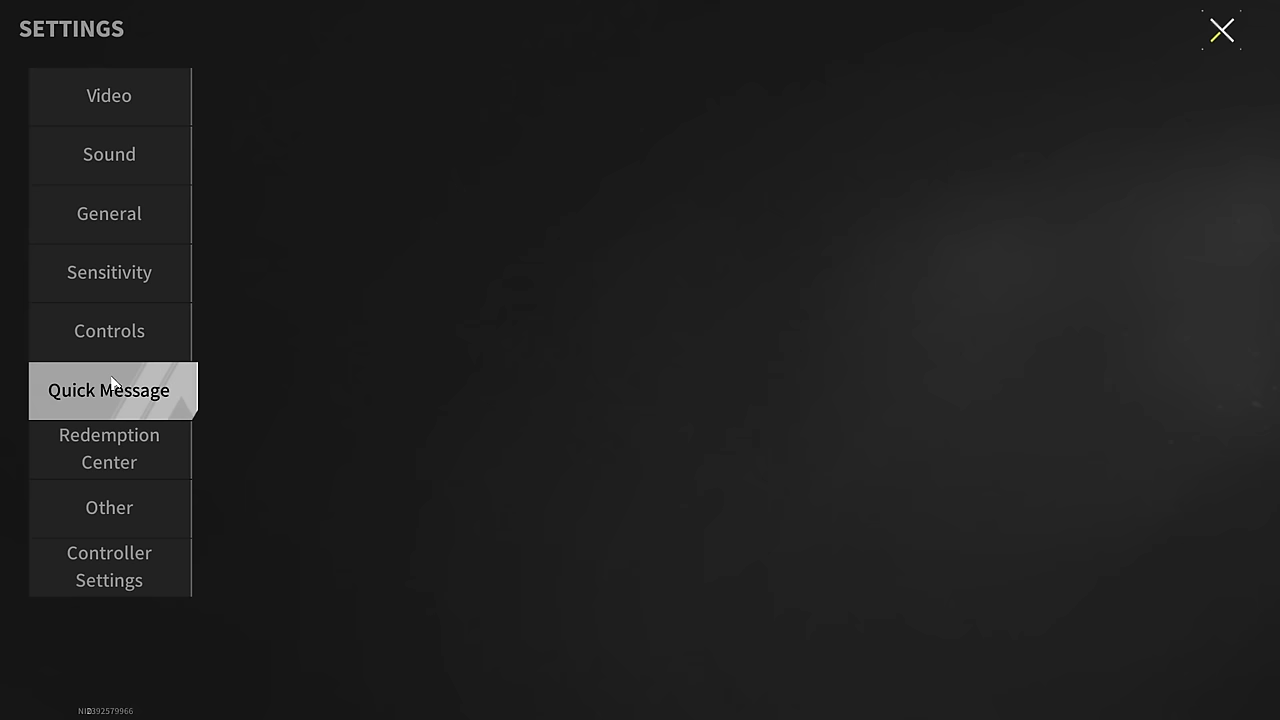 SETTINGS
Video
Sound
General
Sensitivity
Controls
Quick Message
Redemption
Center
Other
Controller
Settings